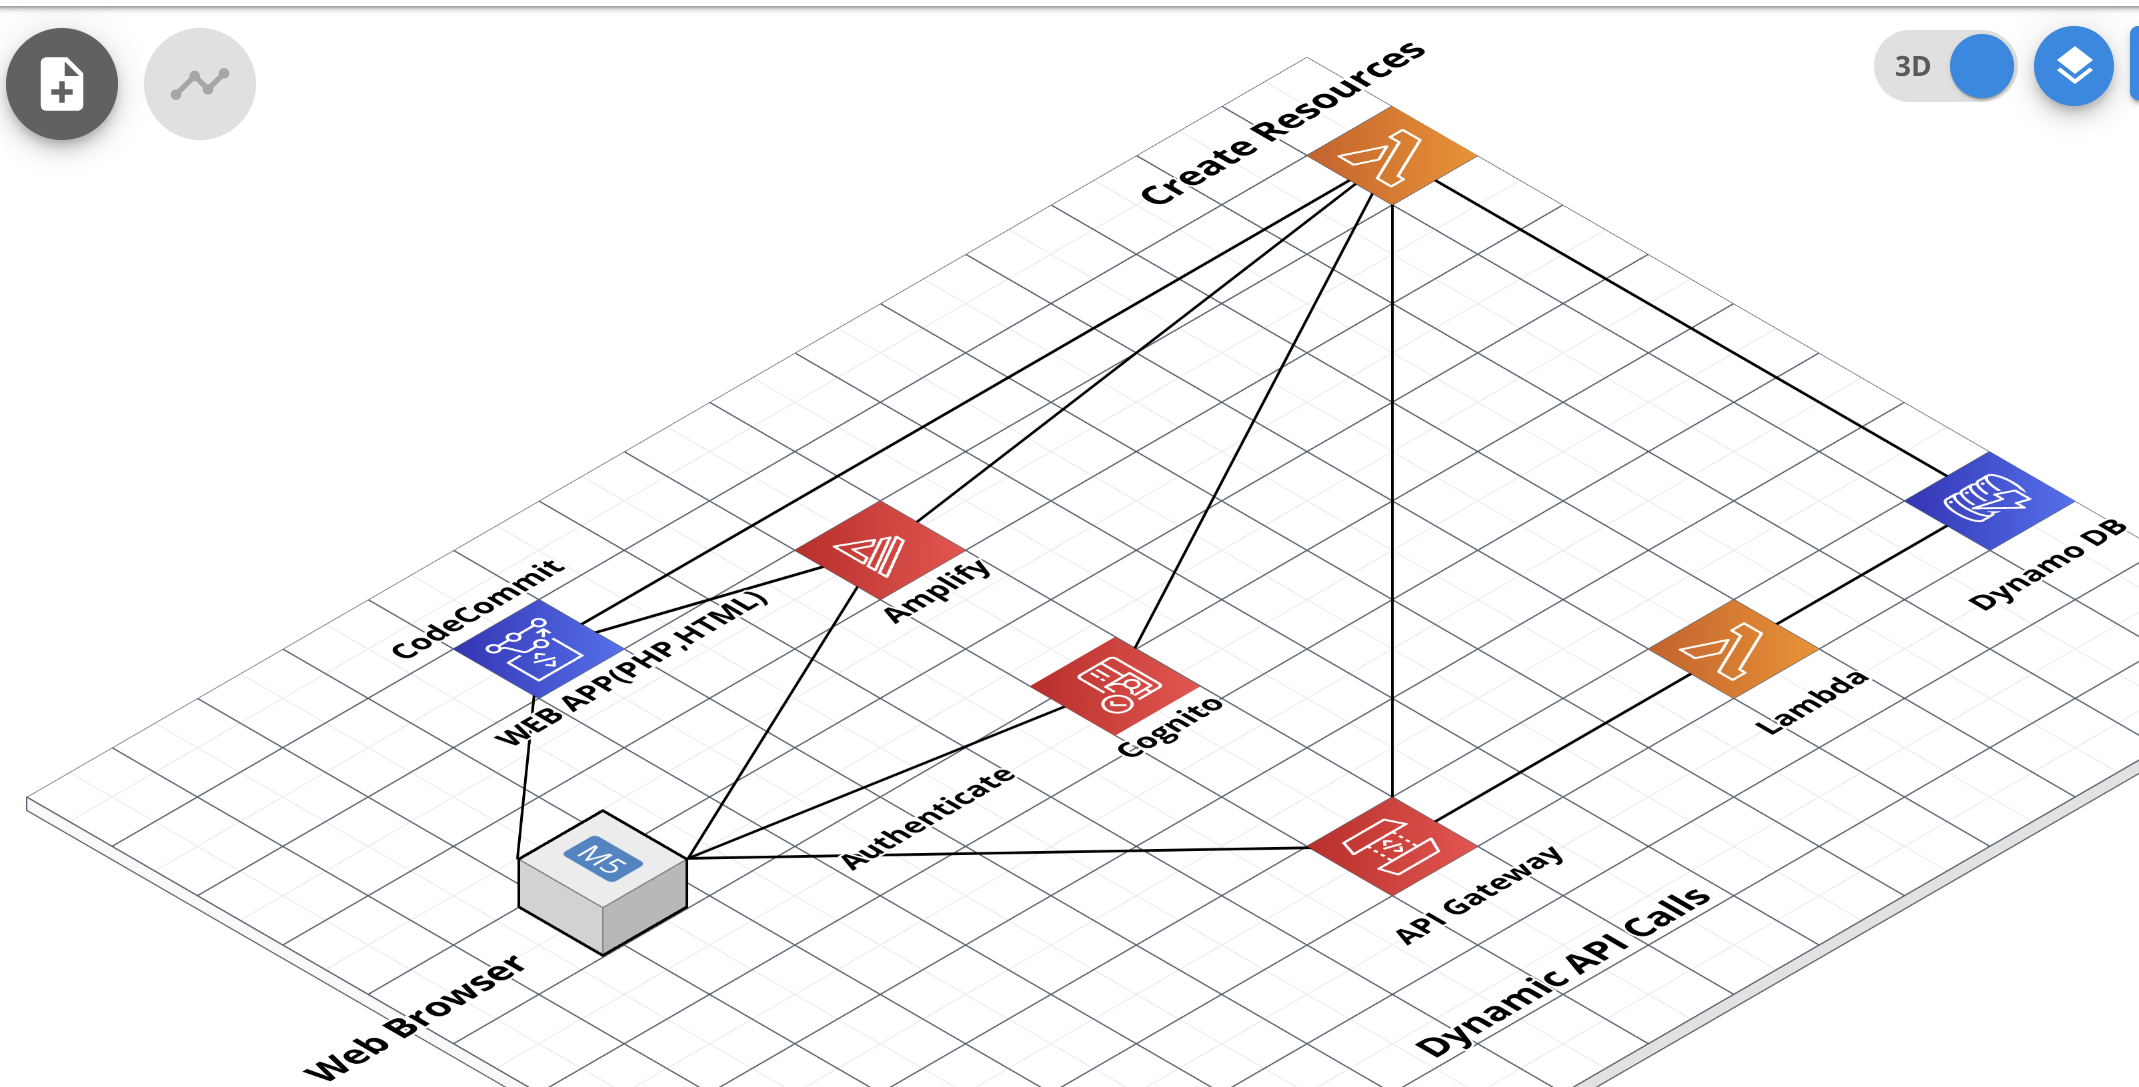 3D
Create Resources
CodeCommit
Amplify
WEB APP(PHP,HTML)
Dynamo DB
Lambda
Cognito
Authenticate
M5
API Gateway
Web Browser
Dynamic API Calls